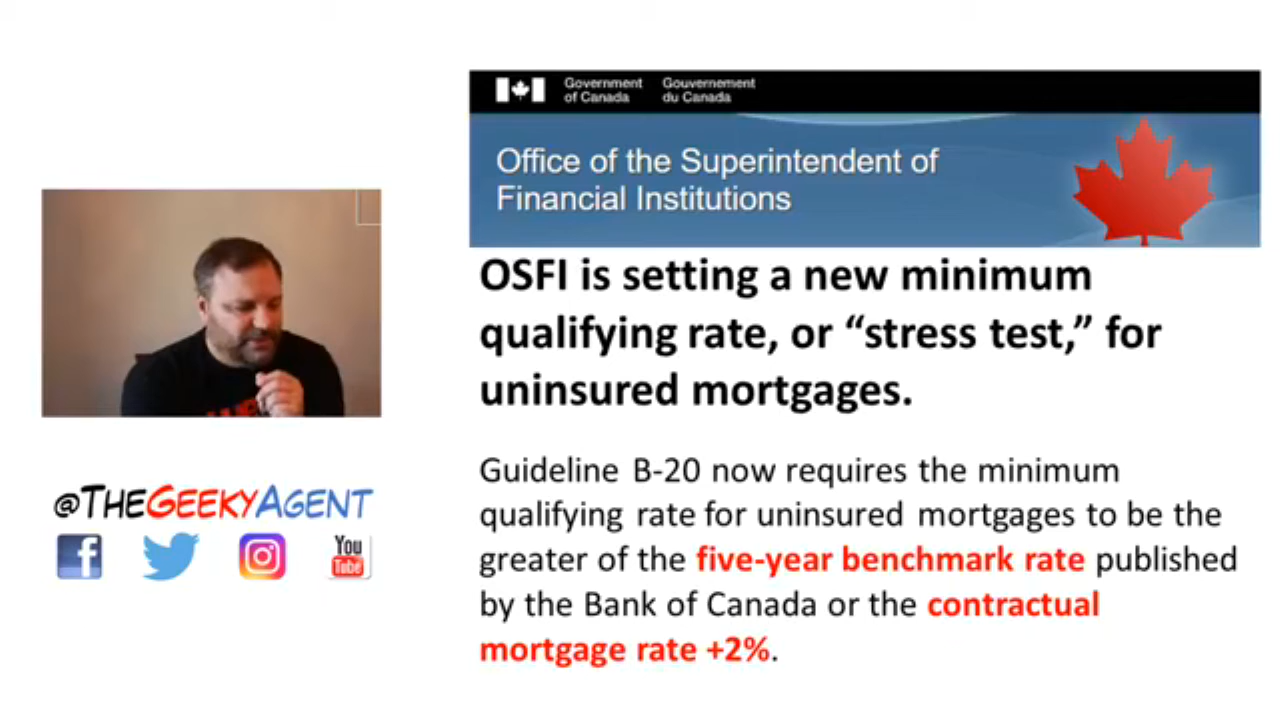 Government of Canada
Gouvernement du Canada
Office of the Superintendent of
Financial Institutions
OSFI is setting a new minimum
qualifying rate, or “stress test,” for
uninsured mortgages.
Guideline B-20 now requires the minimum
qualifying rate for uninsured mortgages to be the
greater of the five-year benchmark rate published
by the Bank of Canada or the contractual
mortgage rate +2%.
@THEGEEKYAGENT
You
Tube